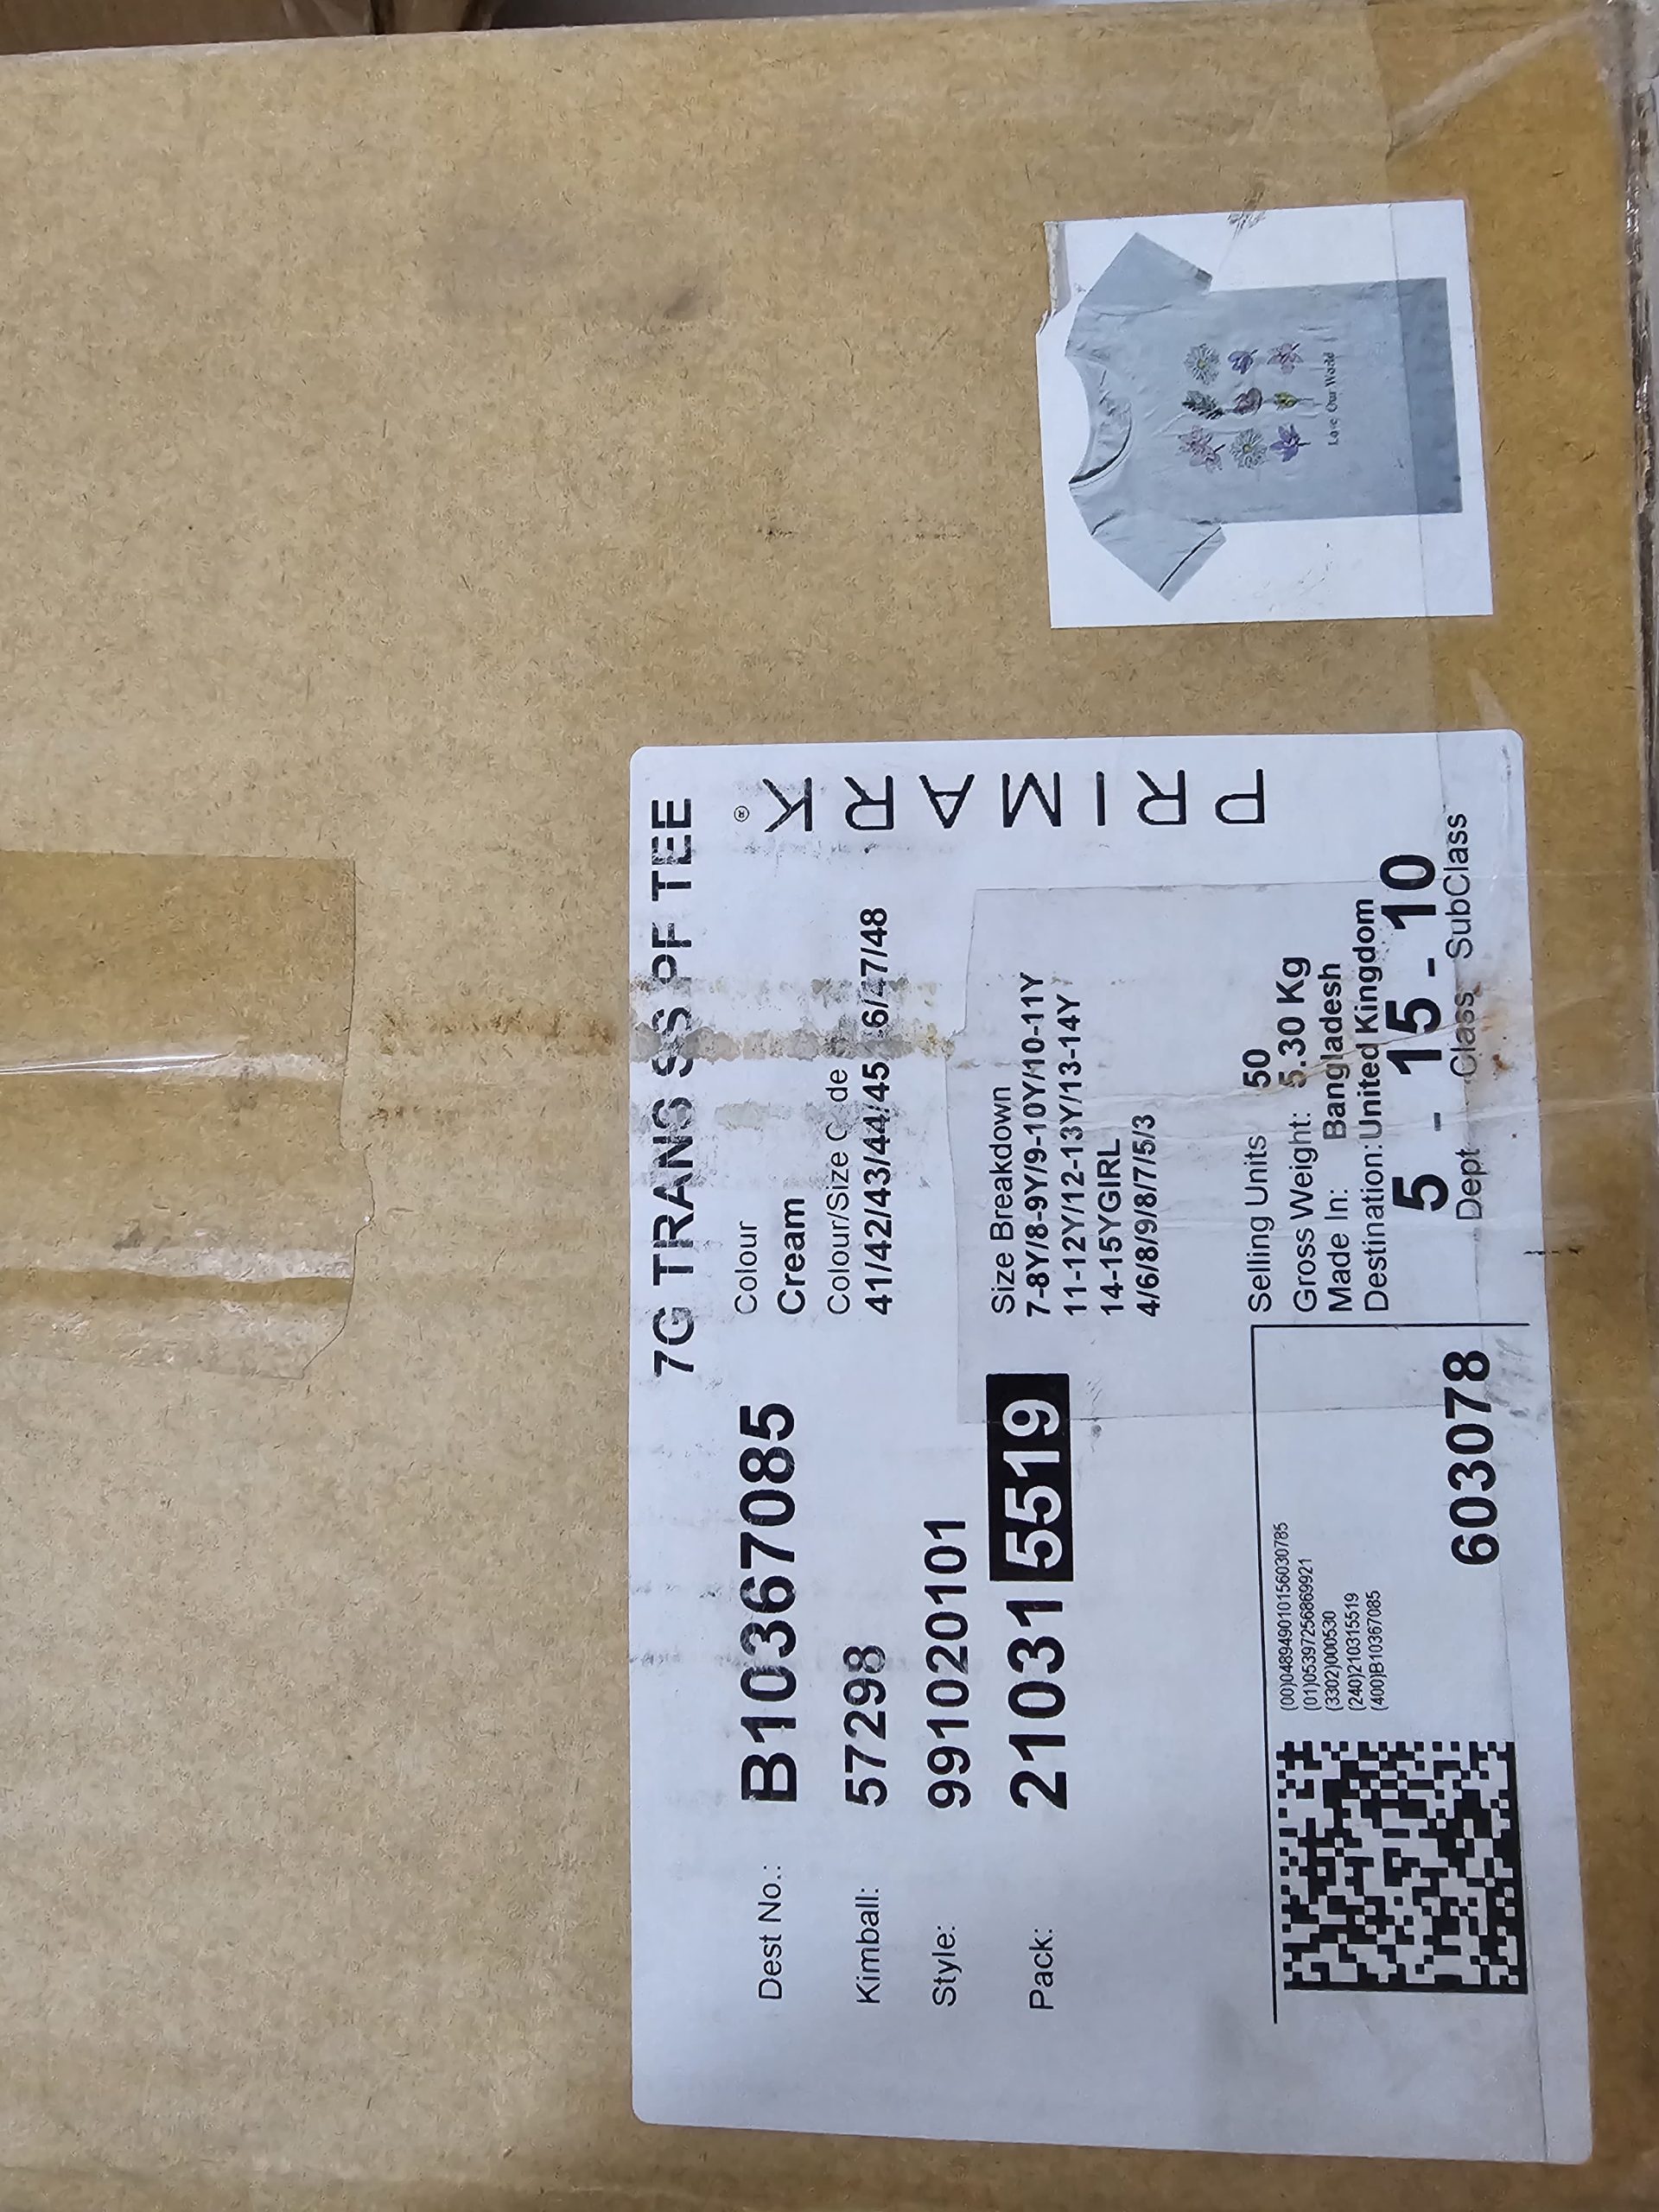 7G TRANS SS PF TEE
Dest No.: B10367085
Kimball: 57298
Style: 991020101
Pack: 210315519
Colour
Cream
Colour/Size C de
41/42/43/44/45 6/47/48
Size Breakdown
7-8Y/8-9Y/9-10Y/10-11Y
11-12Y/12-13Y/13-14Y
14-15YGIRL
4/6/8/9/8/7/5/3
PRIMARK®
(00)048949010156030785
(01)05397256869921
(3302)000530
(240)210315519
(400)B10367085
603078
Selling Units 50
Gross Weight: 5.30 Kg
Made In: Bangladesh
Destination: United Kingdom
5 - 15 - 10
Dept Class SubClass
Love Our World